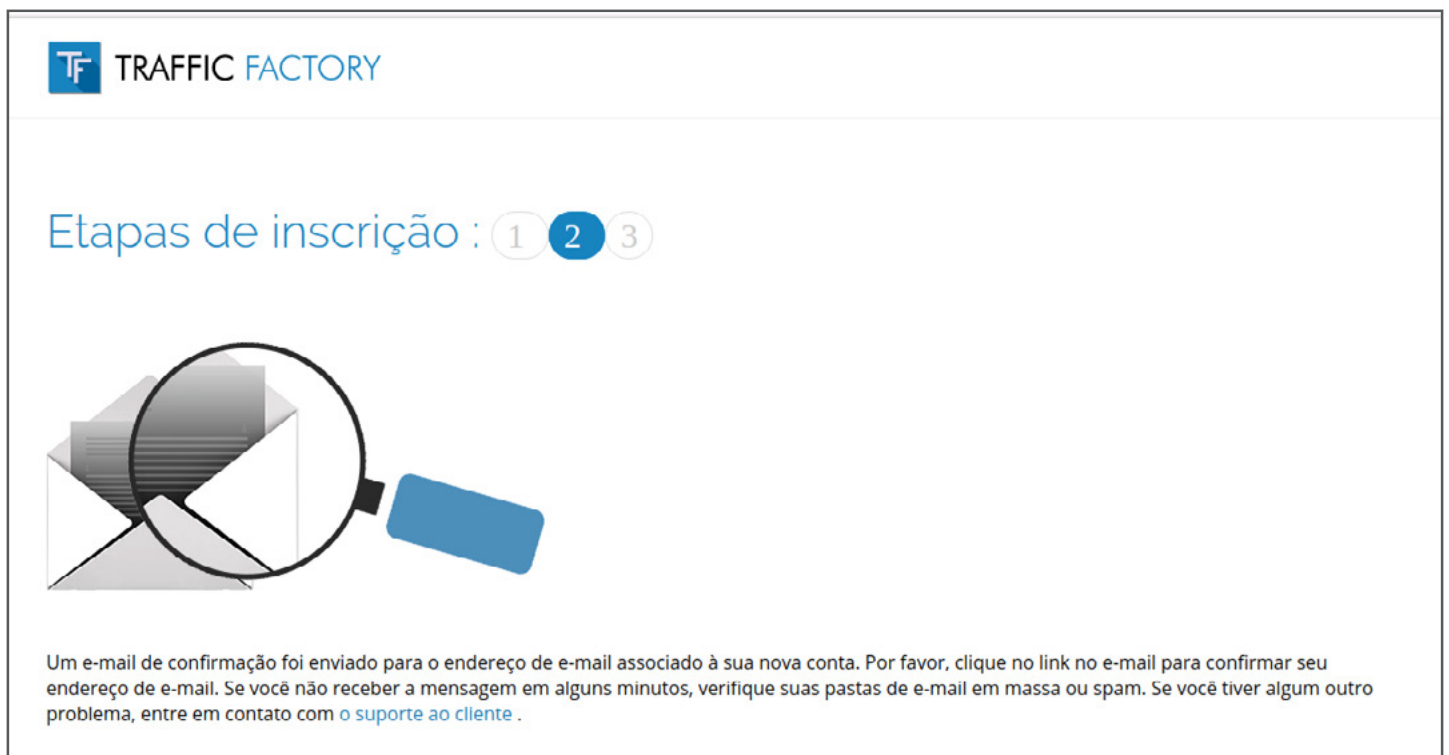 TF TRAFFIC FACTORY
Etapas de inscrição : 1 2 3
Um e-mail de confirmação foi enviado para o endereço de e-mail associado à sua nova conta. Por favor, clique no link no e-mail para confirmar seu
endereço de e-mail. Se você não receber a mensagem em alguns minutos, verifique suas pastas de e-mail em massa ou spam. Se você tiver algum outro
problema, entre em contato com o suporte ao cliente .